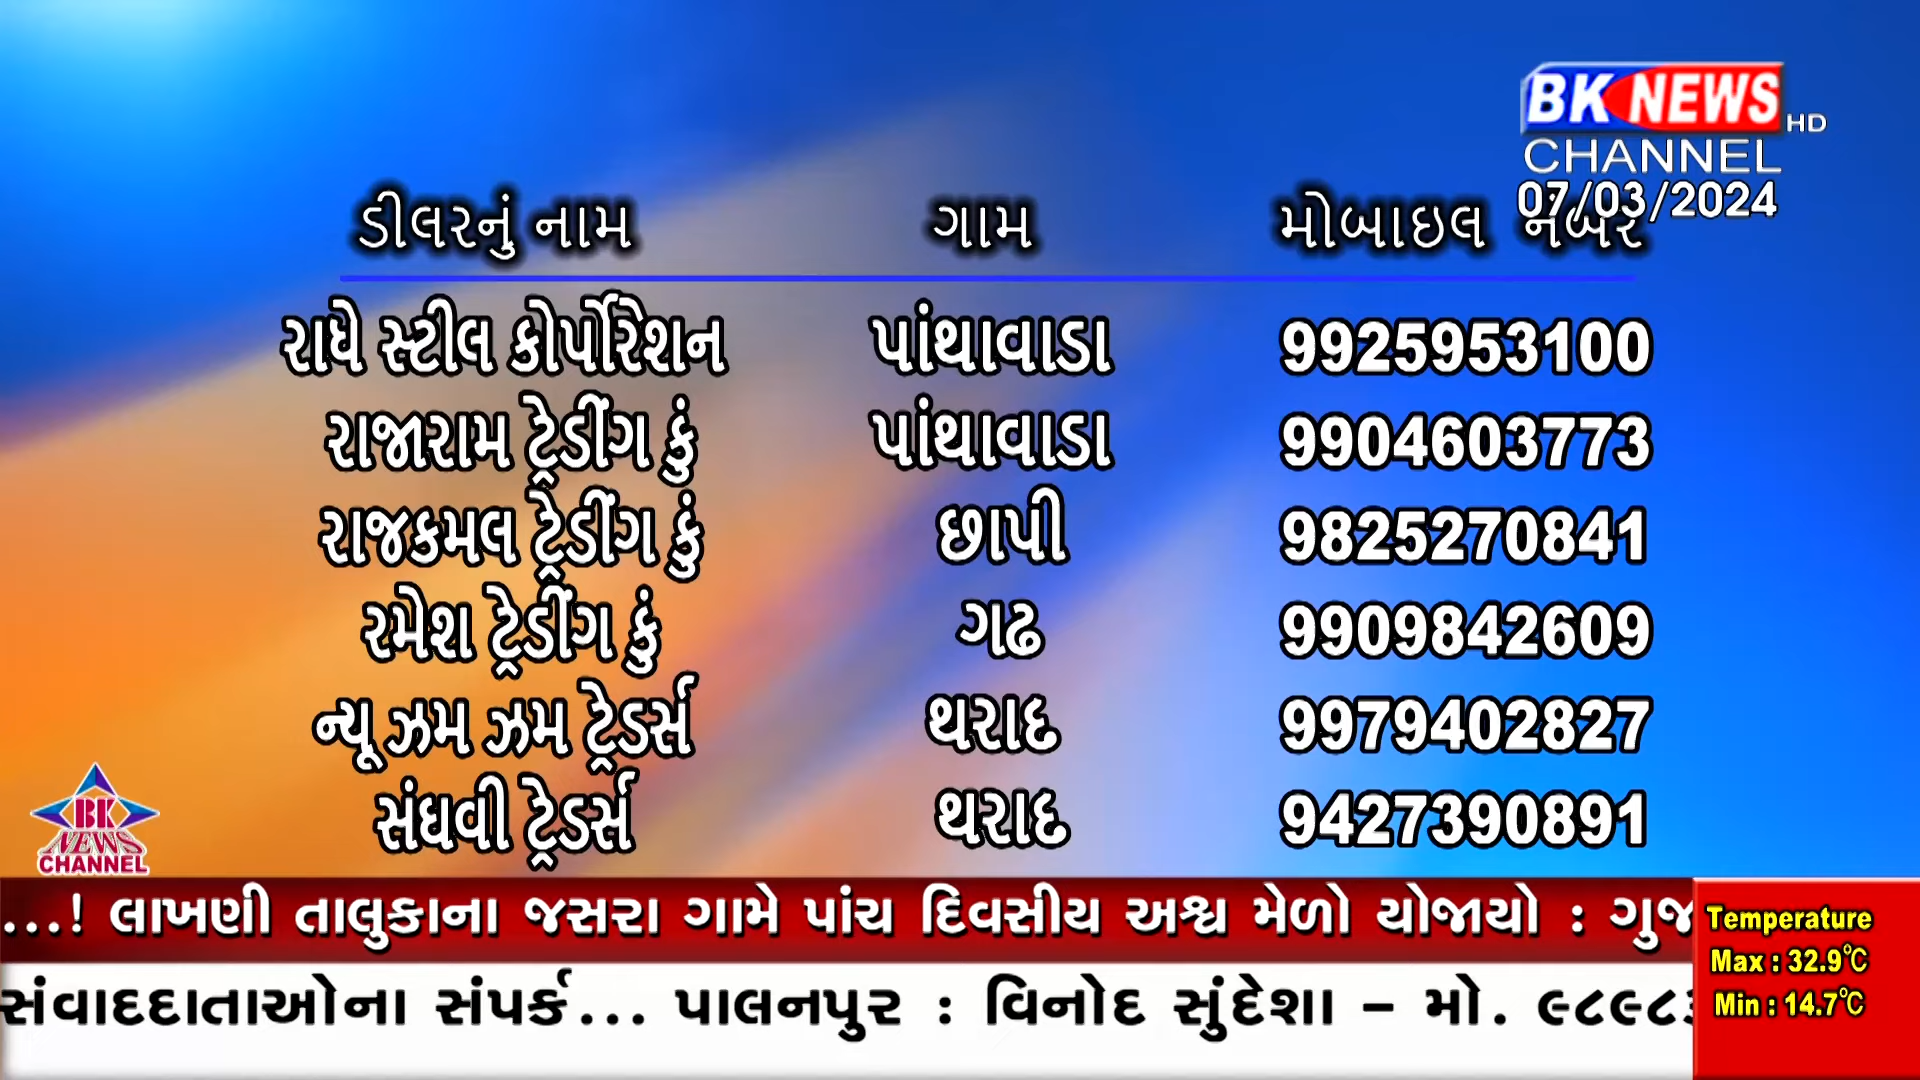 BK NEWS HD
CHANNEL
07/03/2024
ડીલરનું નામ ગામ મોબાઇલ નંબર
રાધે સ્ટીલ કોર્પોરેશન પાંથાવાડા 9925953100
રાજારામ ટ્રેડીંગ કું પાંથાવાડા 9904603773
રાજકમલ ટ્રેડીંગ કું છાપી 9825270841
રમેશ ટ્રેડીંગ કું ગઢ 9909842609
ન્યૂ ઝમ ઝમ ટ્રેડર્સ થરાદ 9979402827
સંઘવી ટ્રેડર્સ થરાદ 9427390891
BK
NEWS
CHANNEL
...! લાખણી તાલુકાના જસરા ગામે પાંચ દિવસીય અશ્વ મેળો યોજાયો : ગુજ
સંવાદદાતાઓના સંપર્ક... પાલનપુર : વિનોદ સુંદેશા – મો. ૯૮૯૮૩
Temperature
Max : 32.9°C
Min : 14.7°C